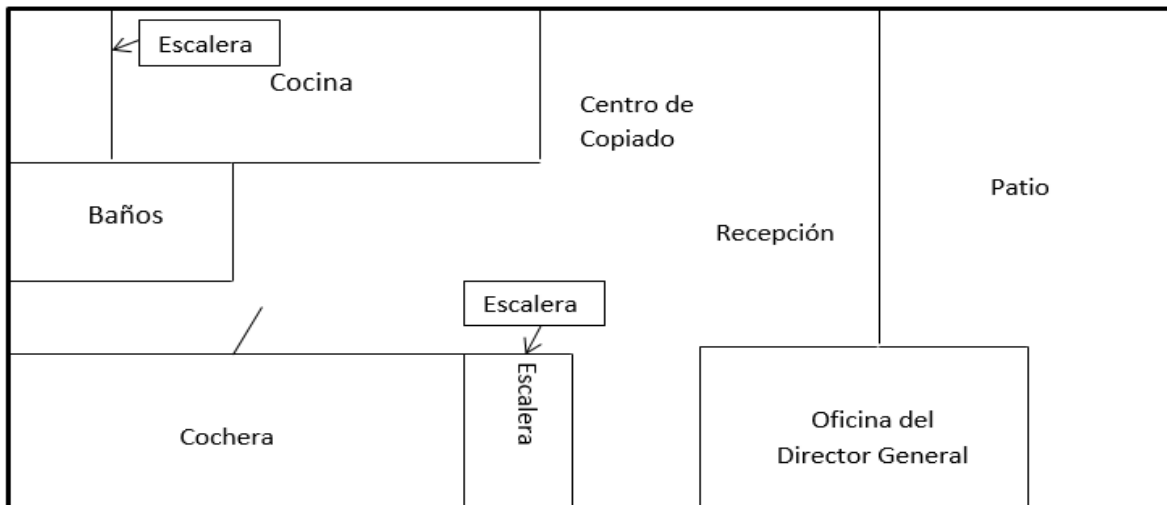 Escalera
Cocina
Centro de
Copiado
Baños
Patio
Recepción
Escalera
Escalera
Cochera
Oficina del
Director General